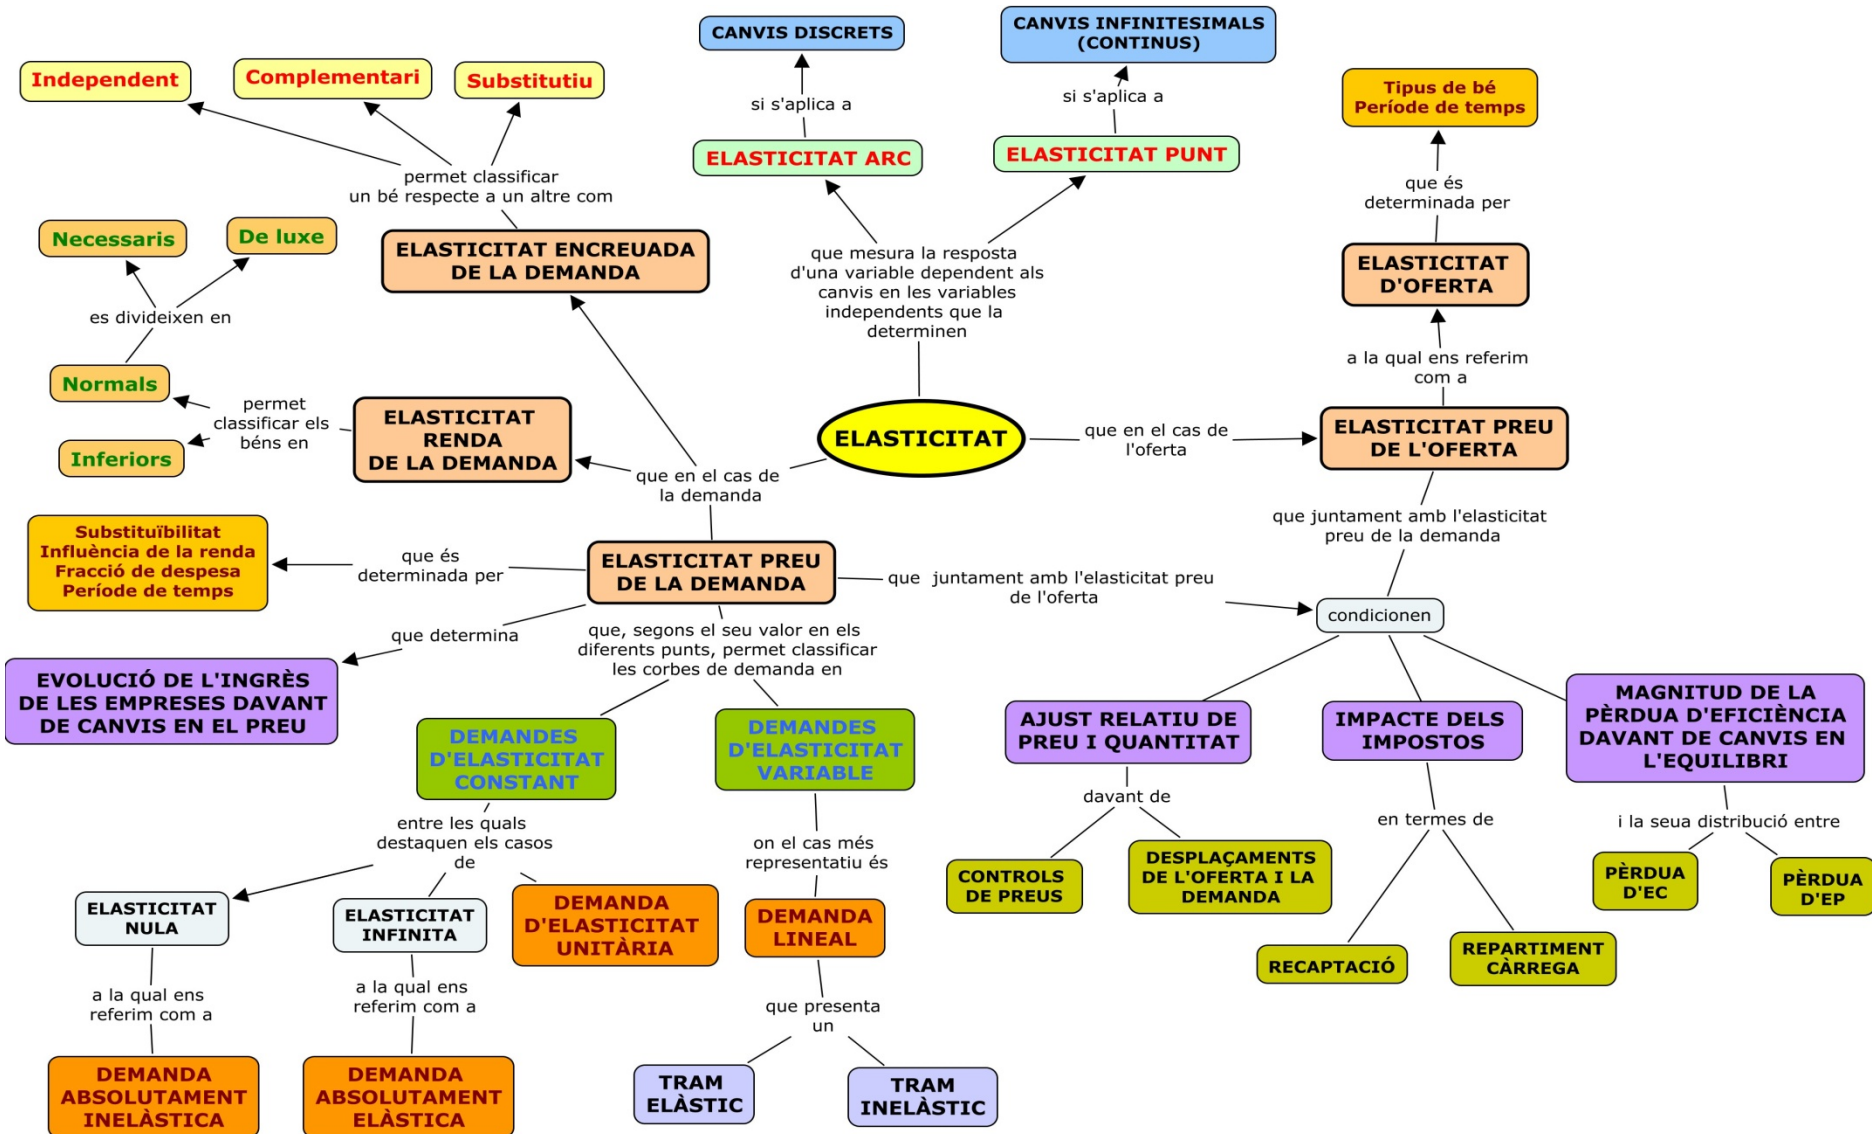 CANVIS DISCRETS
CANVIS INFINITESIMALS
(CONTINUS)
Independent
Complementari
Substitutiu
Tipus de bé
Període de temps
si s'aplica a
si s'aplica a
ELASTICITAT ARC
ELASTICITAT PUNT
permet classificar
un bé respecte a un altre com
que és
determinada per
Necessaris
De luxe
ELASTICITAT ENCREUADA
DE LA DEMANDA
que mesura la resposta
d'una variable dependent als
canvis en les variables
independents que la
determinen
ELASTICITAT
D'OFERTA
es divideixen en
a la qual ens referim
com a
Normals
permet
classificar els
béns en
Inferiors
ELASTICITAT
RENDA
DE LA DEMANDA
ELASTICITAT
que en el cas de
l'oferta
ELASTICITAT PREU
DE L'OFERTA
que en el cas de
la demanda
que juntament amb l'elasticitat
preu de la demanda
Substituïbilitat
Influència de la renda
Fracció de despesa
Període de temps
que és
determinada per
ELASTICITAT PREU
DE LA DEMANDA
que  juntament amb l'elasticitat preu
de l'oferta
condicionen
que determina
que, segons el seu valor en els
diferents punts, permet classificar
les corbes de demanda en
EVOLUCIÓ DE L'INGRÈS
DE LES EMPRESES DAVANT
DE CANVIS EN EL PREU
DEMANDES
D'ELASTICITAT
CONSTANT
DEMANDES
D'ELASTICITAT
VARIABLE
AJUST RELATIU DE
PREU I QUANTITAT
IMPACTE DELS
IMPOSTOS
MAGNITUD DE LA
PÈRDUA D'EFICIÈNCIA
DAVANT DE CANVIS EN
L'EQUILIBRI
entre les quals
destaquen els casos
de
on el cas més
representatiu és
davant de
en termes de
i la seua distribució entre
CONTROLS
DE PREUS
DESPLAÇAMENTS
DE L'OFERTA I LA
DEMANDA
PÈRDUA
D'EC
PÈRDUA
D'EP
ELASTICITAT
NULA
ELASTICITAT
INFINITA
DEMANDA
D'ELASTICITAT
UNITÀRIA
DEMANDA
LINEAL
RECAPTACIÓ
REPARTIMENT
CÀRREGA
a la qual ens
referim com a
a la qual ens
referim com a
que presenta
un
DEMANDA
ABSOLUTAMENT
INELÀSTICA
DEMANDA
ABSOLUTAMENT
ELÀSTICA
TRAM
ELÀSTIC
TRAM
INELÀSTIC